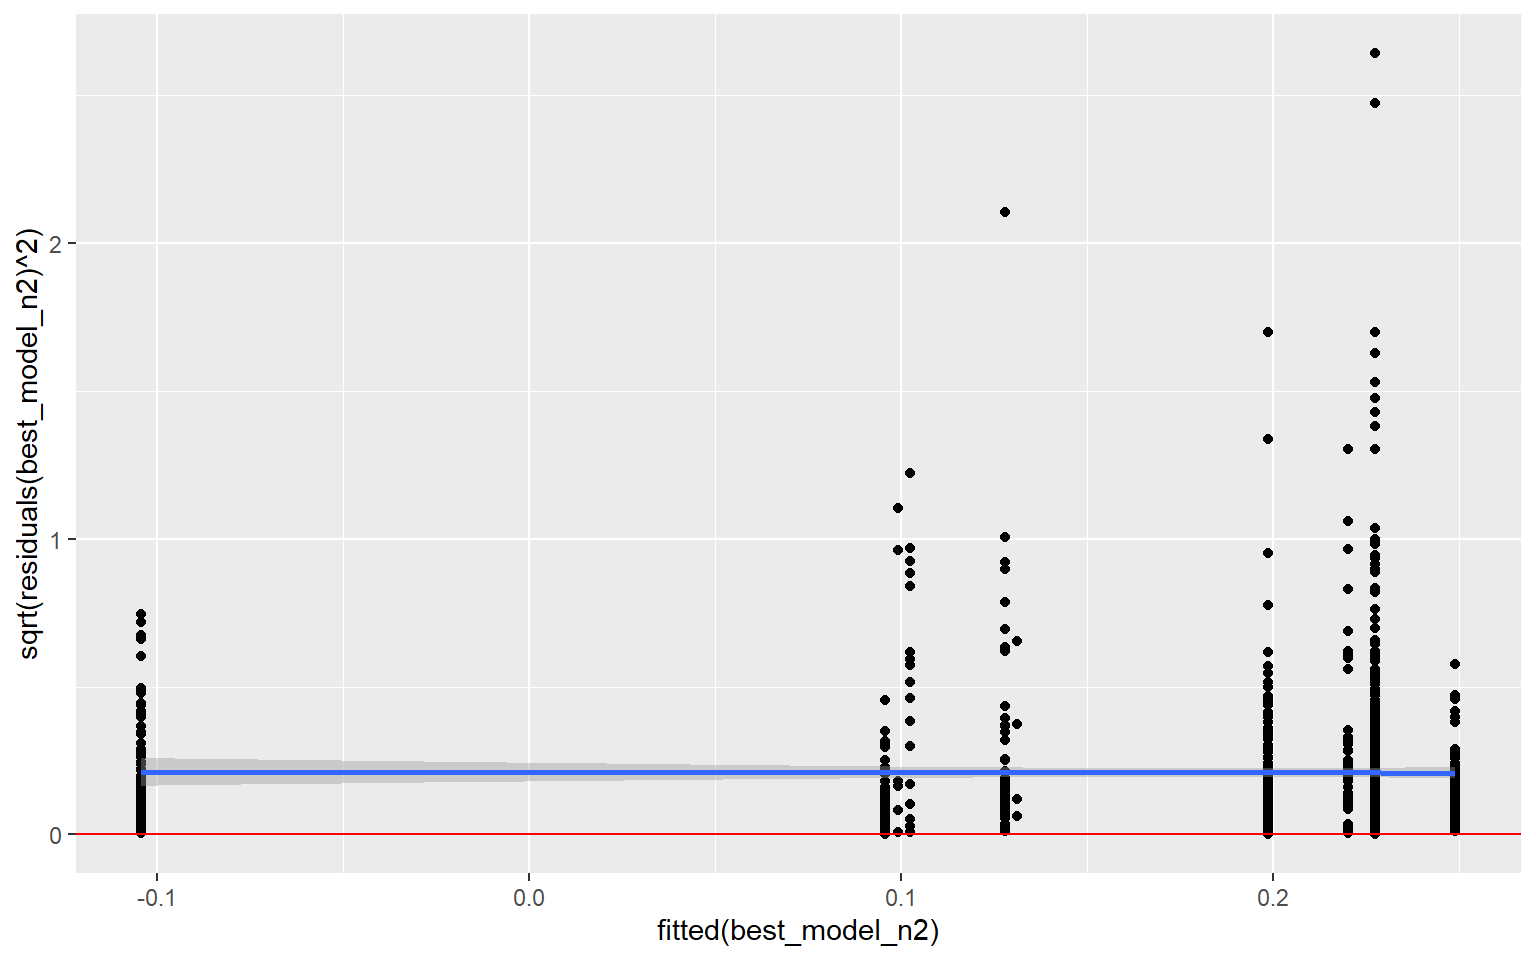 sqrt(residuals(best_model_n2)^2)
2
1
0
-0.1 0.0 0.1 0.2
fitted(best_model_n2)